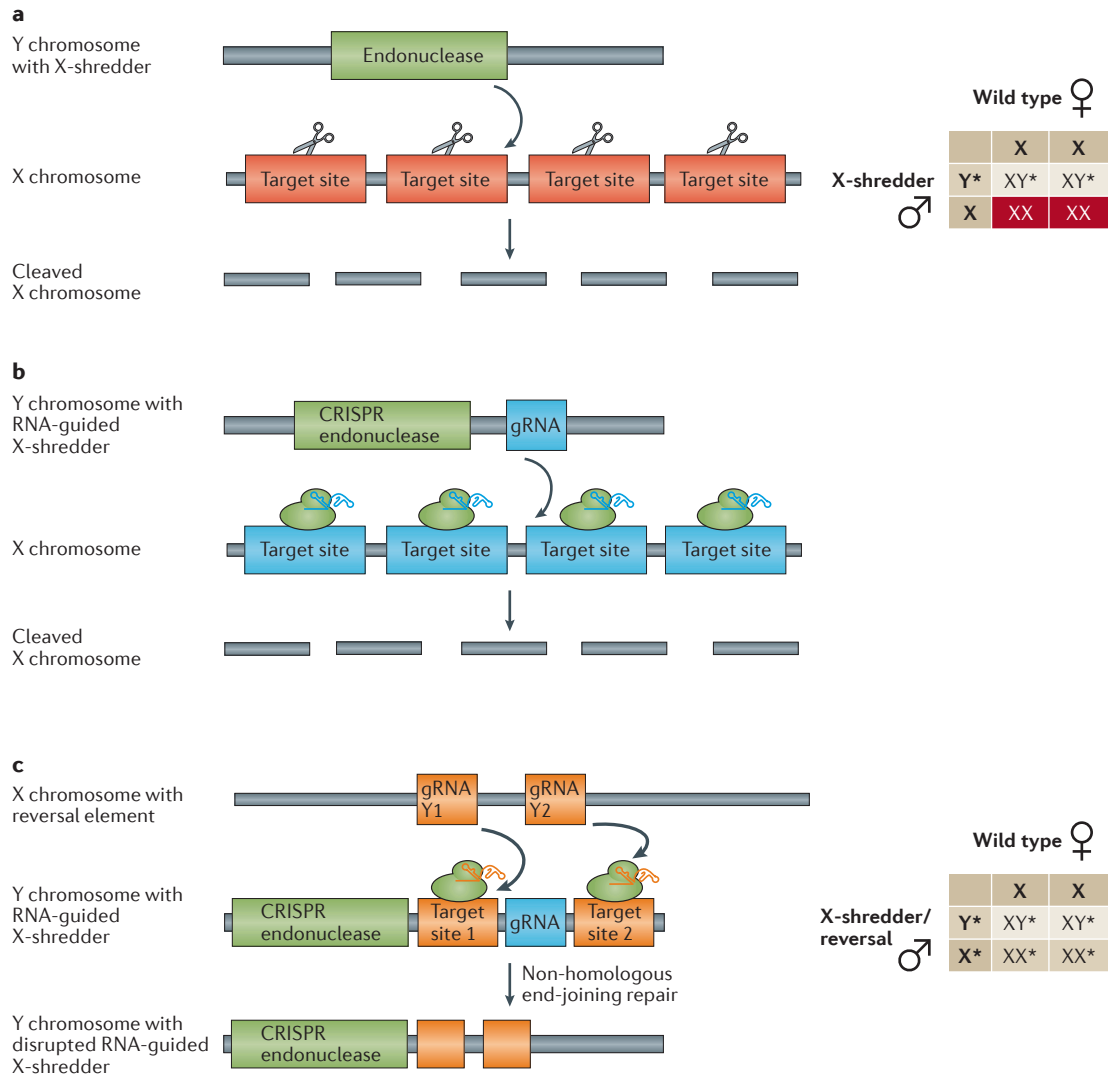 a
Y chromosome
with X-shredder
Endonuclease
X chromosome
Target site
Target site
Target site
Target site
Cleaved
X chromosome
Wild type ♀
X
X
X-shredder
♂
Y*
XY*
XY*
X
XX
XX
b
Y chromosome with
RNA-guided
X-shredder
CRISPR
endonuclease
gRNA
X chromosome
Target site
Target site
Target site
Target site
Cleaved
X chromosome
c
X chromosome with
reversal element
gRNA
Y1
gRNA
Y2
Y chromosome with
RNA-guided
X-shredder
CRISPR
endonuclease
Target
site 1
gRNA
Target
site 2
Non-homologous
end-joining repair
Y chromosome with
disrupted RNA-guided
X-shredder
CRISPR
endonuclease
Wild type ♀
X
X
X-shredder/
reversal
♂
Y*
XY*
XY*
X*
XX*
XX*